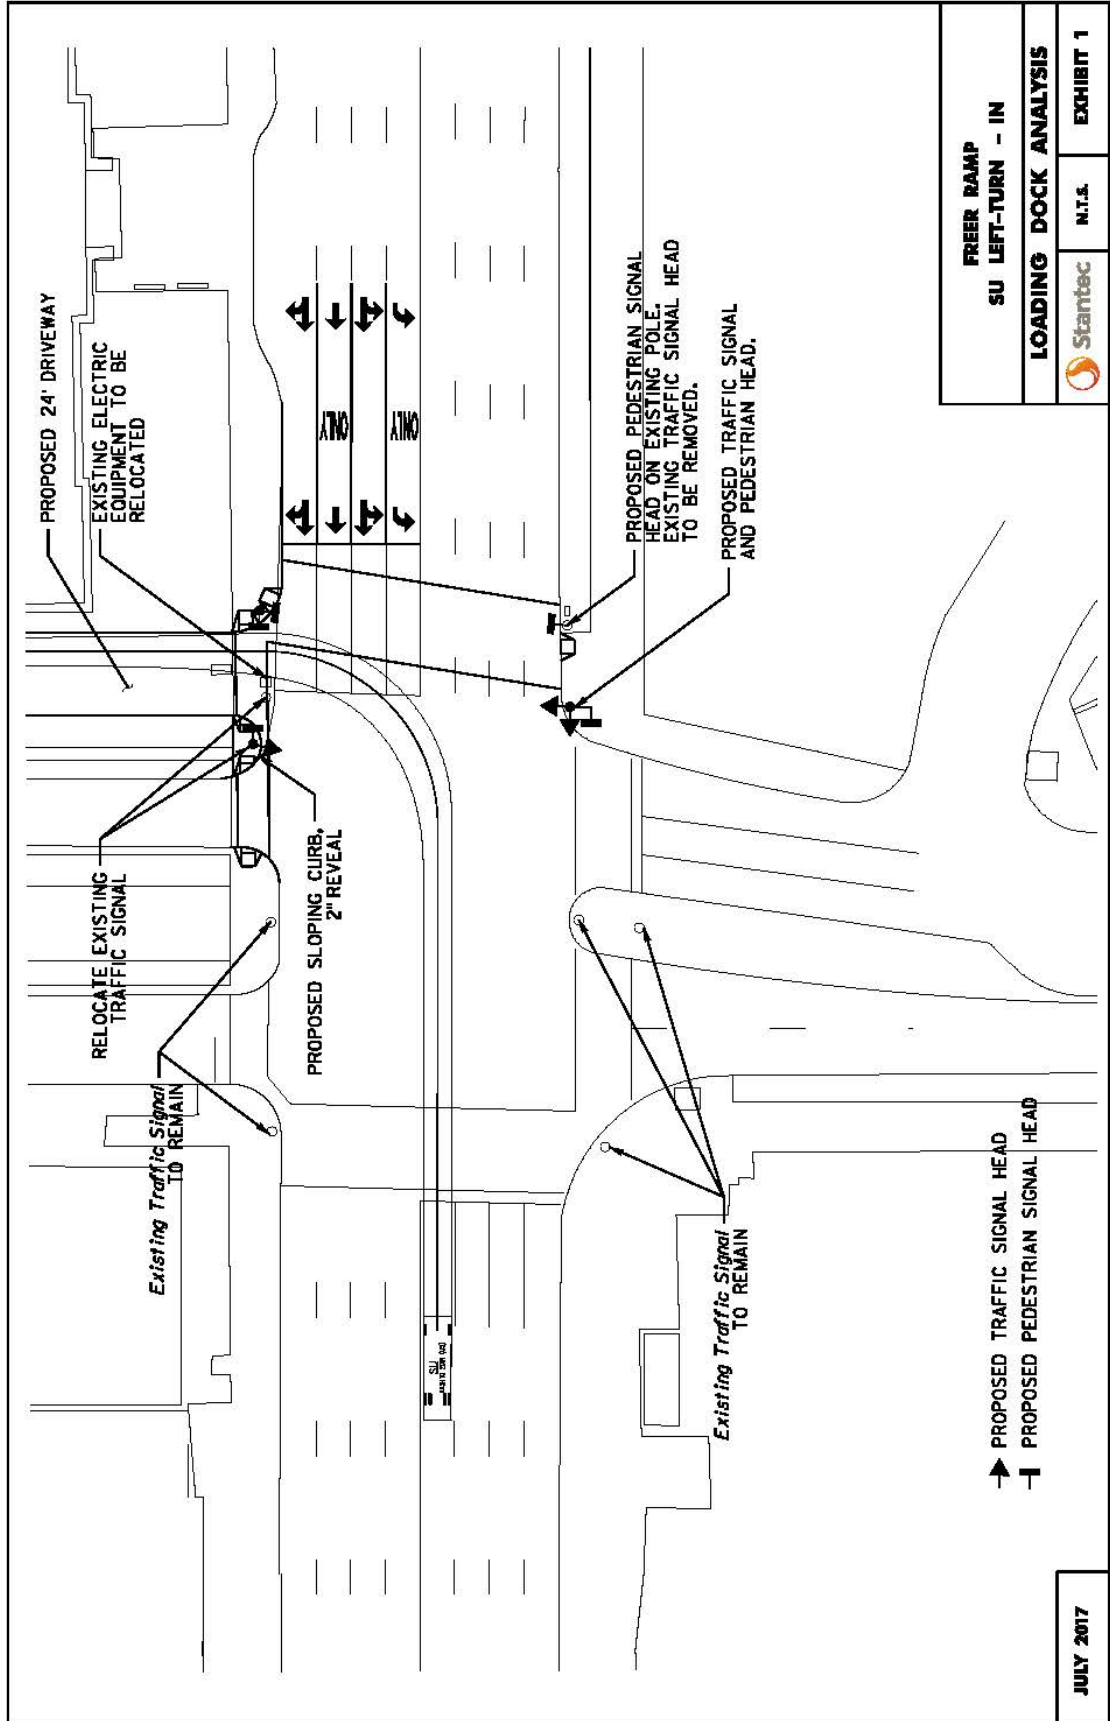 PROPOSED 24' DRIVEWAY
EXISTING ELECTRIC
EQUIPMENT TO BE
RELOCATED
RELOCATE EXISTING
TRAFFIC SIGNAL
Existing Traffic Signal
TO REMAIN
PROPOSED SLOPING CURB,
2" REVEAL
ONLY
ONLY
PROPOSED PEDESTRIAN SIGNAL
HEAD ON EXISTING POLE.
EXISTING TRAFFIC SIGNAL HEAD
TO BE REMOVED.
PROPOSED TRAFFIC SIGNAL
AND PEDESTRIAN HEAD.
SU
Existing Traffic Signal
TO REMAIN
PROPOSED TRAFFIC SIGNAL HEAD
PROPOSED PEDESTRIAN SIGNAL HEAD
JULY 2017
FREER RAMP
SU LEFT-TURN - IN
LOADING DOCK ANALYSIS
Stantec
N.T.S.
EXHIBIT 1